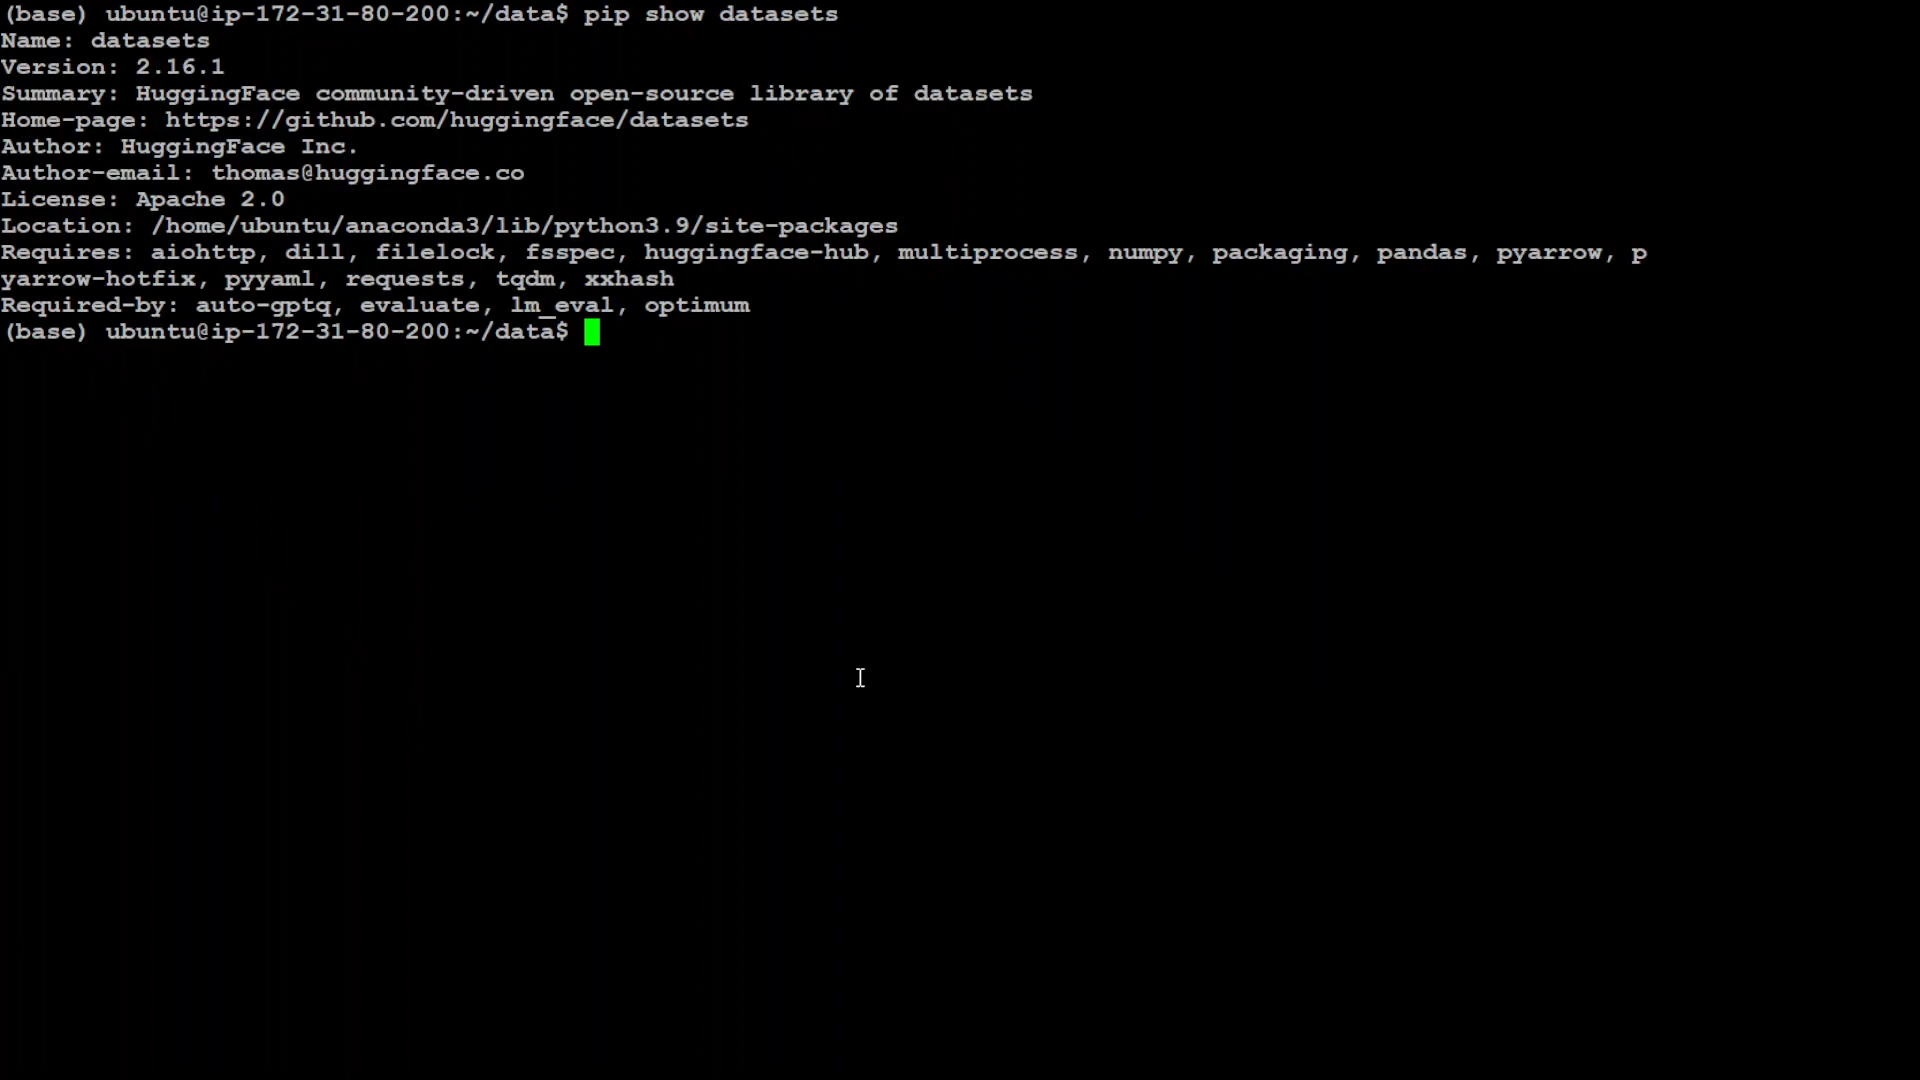 (base) ubuntu@ip-172-31-80-200:~/data$ pip show datasets
Name: datasets
Version: 2.16.1
Summary: HuggingFace community-driven open-source library of datasets
Home-page: https://github.com/huggingface/datasets
Author: HuggingFace Inc.
Author-email: thomas@huggingface.co
License: Apache 2.0
Location: /home/ubuntu/anaconda3/lib/python3.9/site-packages
Requires: aiohttp, dill, filelock, fsspec, huggingface-hub, multiprocess, numpy, packaging, pandas, pyarrow, p
yarrow-hotfix, pyyaml, requests, tqdm, xxhash
Required-by: auto-gptq, evaluate, lm_eval, optimum
(base) ubuntu@ip-172-31-80-200:~/data$